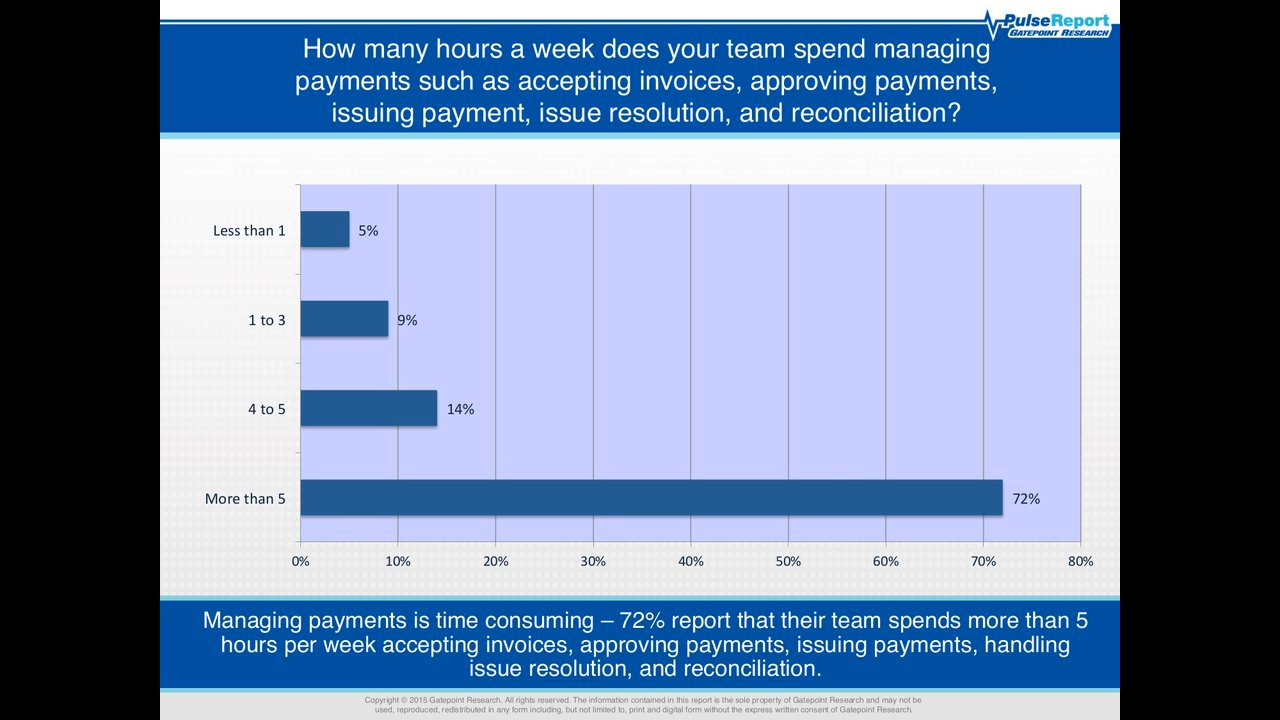 PulseReport
GATEPOINT RESEARCH
How many hours a week does your team spend managing
payments such as accepting invoices, approving payments,
issuing payment, issue resolution, and reconciliation?
Less than 1
5%
1 to 3
9%
4 to 5
14%
More than 5
72%
0% 10% 20% 30% 40% 50% 60% 70% 80%
Managing payments is time consuming – 72% report that their team spends more than 5
hours per week accepting invoices, approving payments, issuing payments, handling
issue resolution, and reconciliation.
Copyright © 2015 Gatepoint Research. All rights reserved. The information contained in this report is the sole property of Gatepoint Research and may not be
used, reproduced, redistributed in any form including, but not limited to, print and digital form without the express written consent of Gatepoint Research.